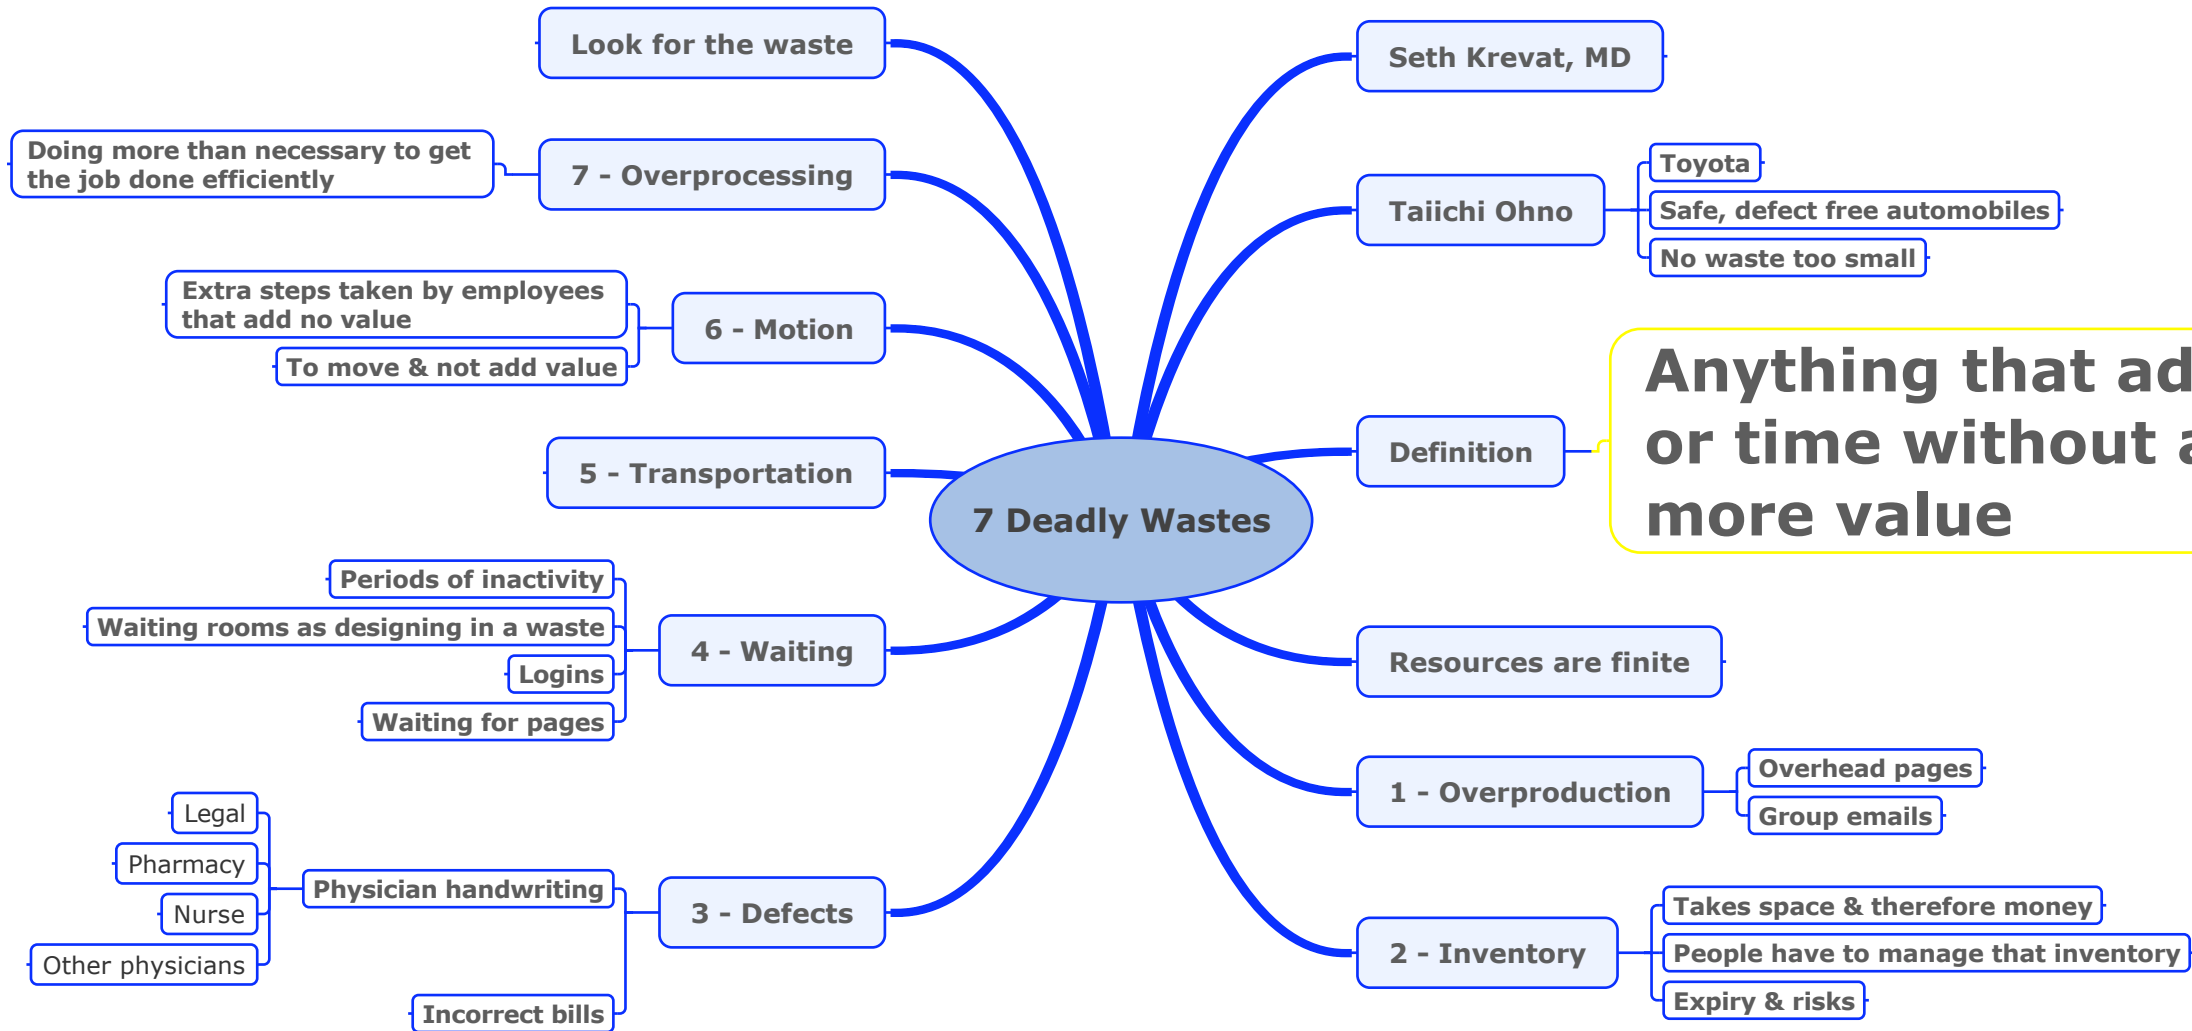 7 Deadly Wastes
Seth Krevat, MD
Taiichi Ohno
Toyota
Safe, defect free automobiles
No waste too small
Definition
Anything that
or time without
more value
Resources are finite
1 - Overproduction
Overhead pages
Group emails
2 - Inventory
Takes space & therefore money
People have to manage that inventory
Expiry & risks
3 - Defects
Physician handwriting
Legal
Pharmacy
Nurse
Other physicians
Incorrect bills
4 - Waiting
Periods of inactivity
Waiting rooms as designing in a waste
Logins
Waiting for pages
5 - Transportation
6 - Motion
Extra steps taken by employees
that add no value
To move & not add value
7 - Overprocessing
Doing more than necessary to get
the job done efficiently
Look for the waste